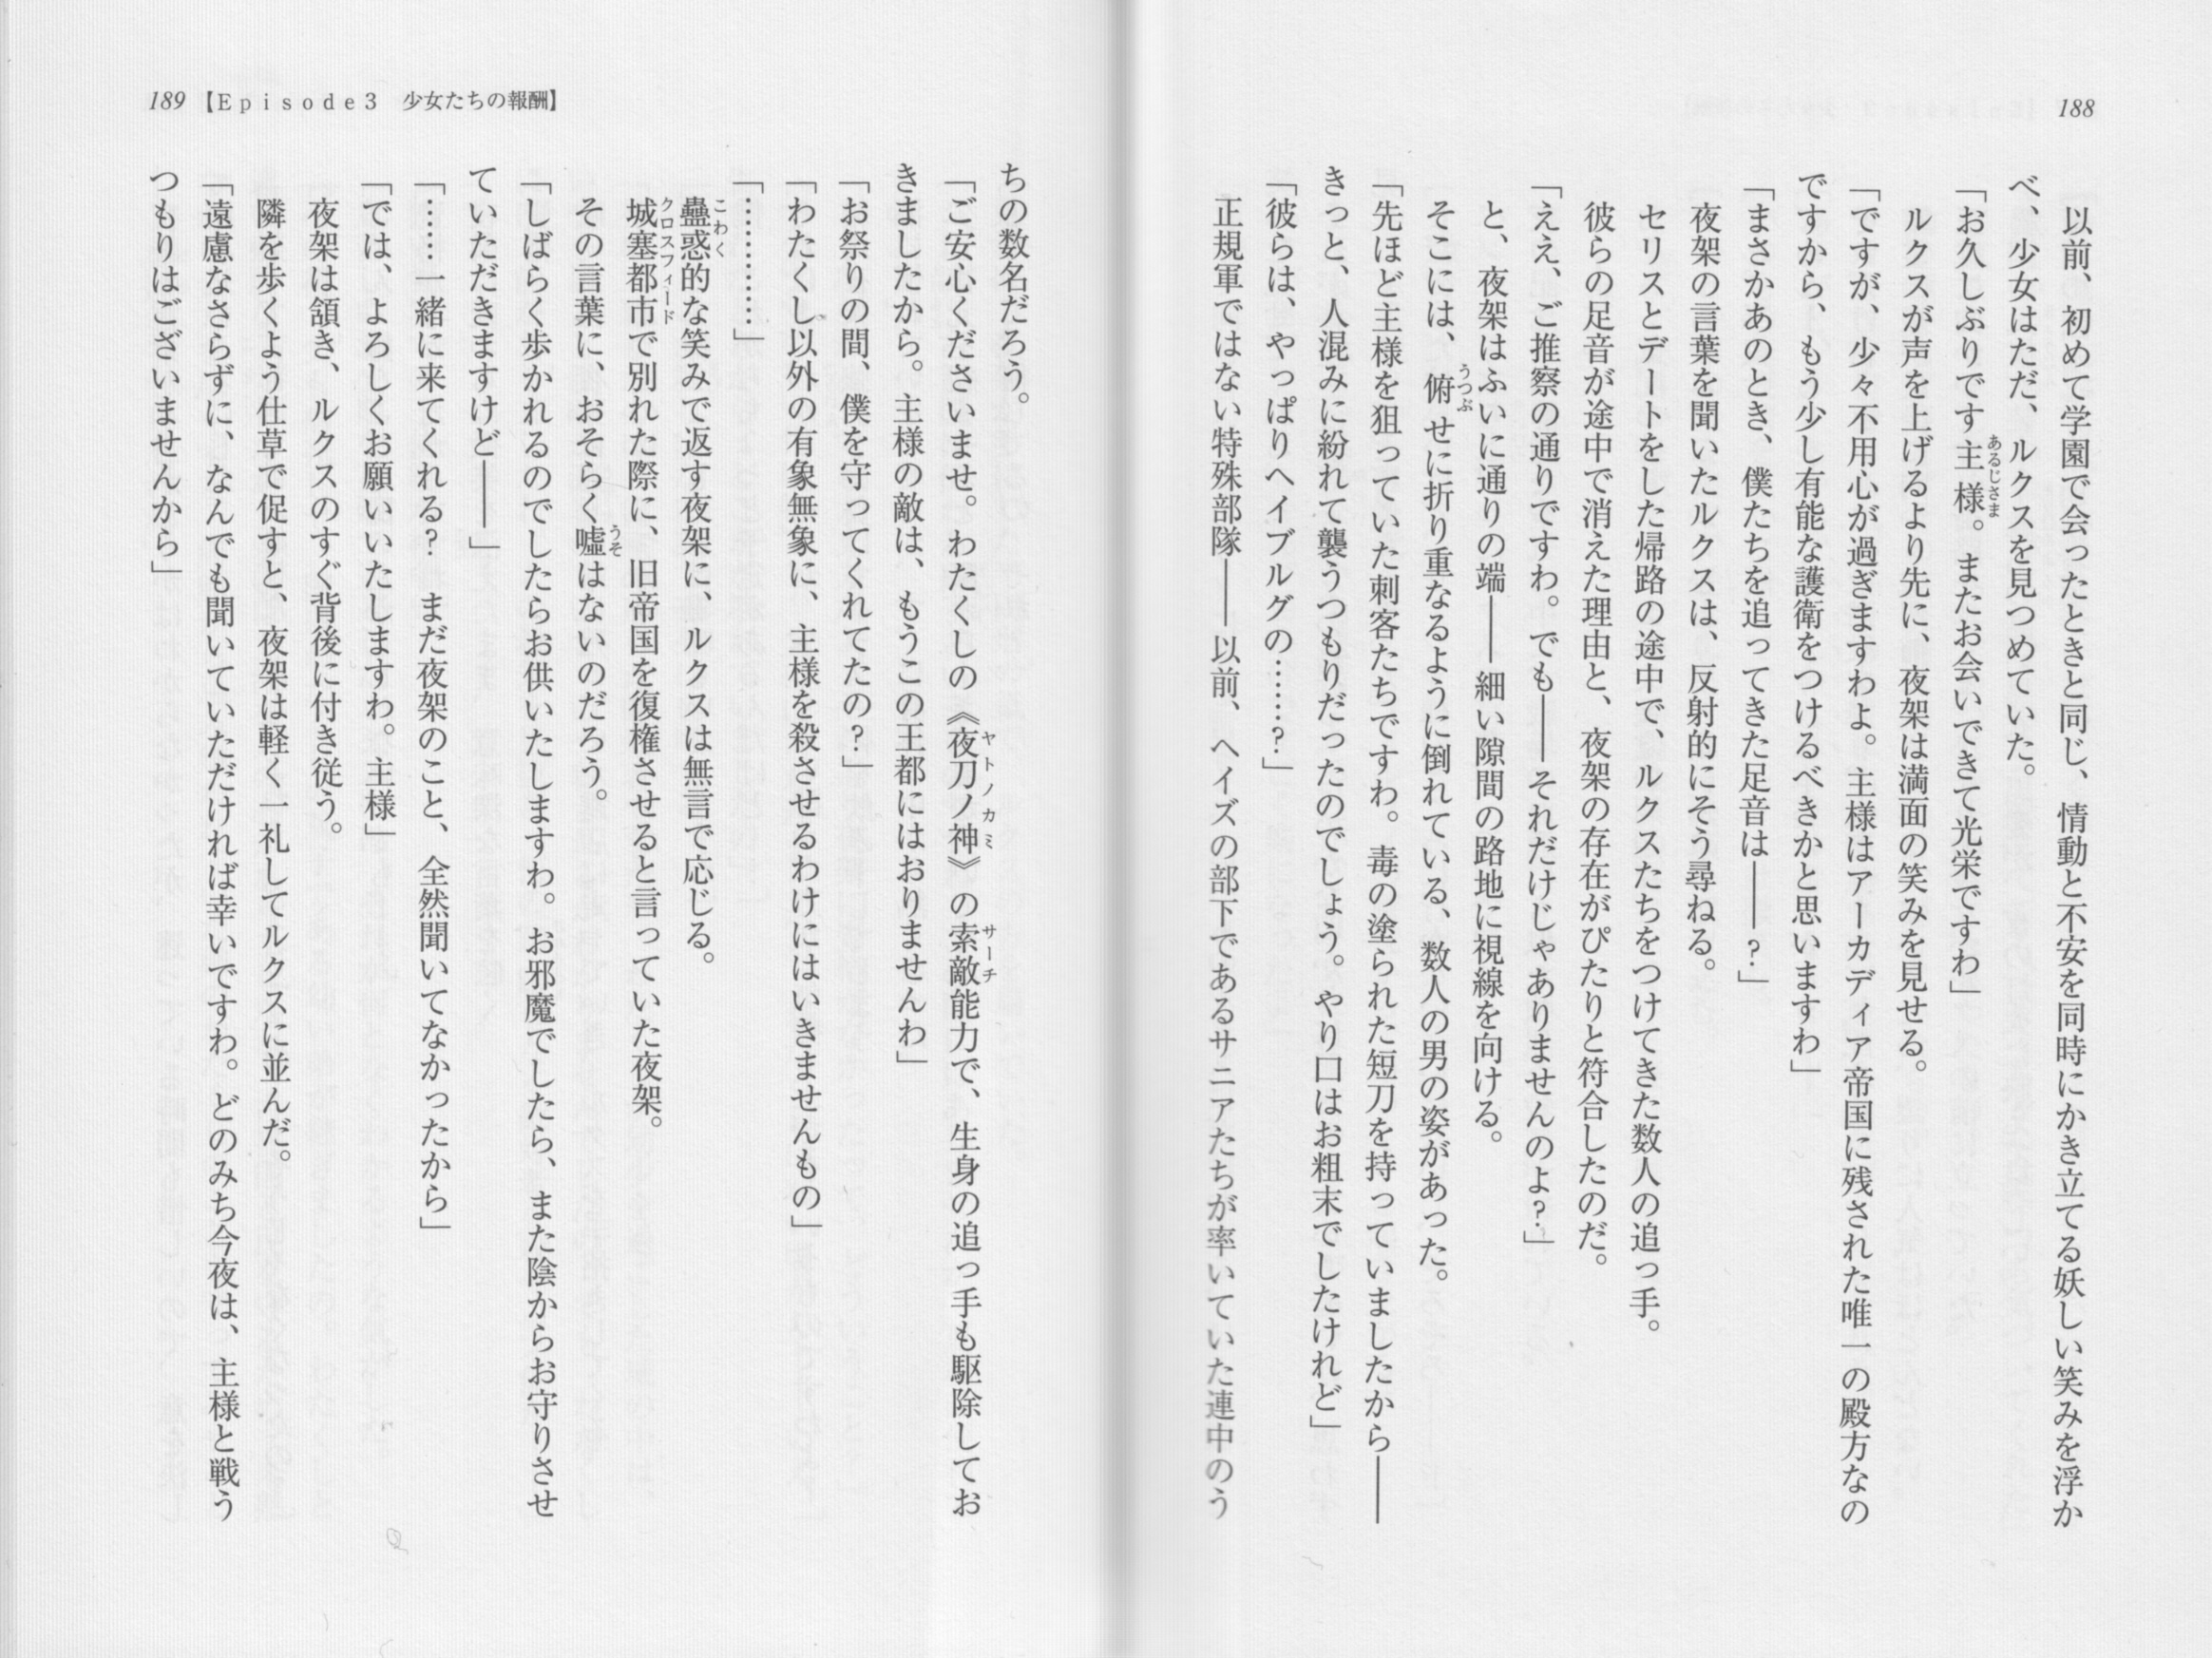 188
以前、初めて学園で会ったときと同じ、情動と不安を同時にかき立てる妖しい笑みを浮か
べ、少女はただ、ルクスを見つめていた。
「お久しぶりです主様。またお会いできて光栄ですわ」
ルクスが声を上げるより先に、夜架は満面の笑みを見せる。
「ですが、少々不用心が過ぎますわよ。主様はアーカディア帝国に残された唯一の殿方なの
ですから、もう少し有能な護衛をつけるべきかと思いますわ」
「まさかあのとき、僕たちを追ってきた足音は――？」
夜架の言葉を聞いたルクスは、反射的にそう尋ねる。
セリスとデートをした帰路の途中で、ルクスたちをつけてきた数人の追っ手。
彼らの足音が途中で消えた理由と、夜架の存在がぴたりと符合したのだ。
「ええ、ご推察の通りですわ。でも――それだけじゃありませんのよ？」
と、夜架はふいに通りの端――細い隙間の路地に視線を向ける。
そこには、俯せに折り重なるように倒れている、数人の男の姿があった。
「先ほど主様を狙っていた刺客たちですわ。毒の塗られた短刀を持っていましたから――
きっと、人混みに紛れて襲うつもりだったのでしょう。やり口はお粗末でしたけれど」
「彼らは、やっぱりヘイブルグの……？」
正規軍ではない特殊部隊――以前、ヘイズの部下であるサニアたちが率いていた連中のう
189【Episode3　少女たちの報酬】
ちの数名だろう。
「ご安心くださいませ。わたくしの《夜刀ノ神》の索敵能力で、生身の追っ手も駆除してお
きましたから。主様の敵は、もうこの王都にはおりませんわ」
「お祭りの間、僕を守ってくれてたの？」
「わたくし以外の有象無象に、主様を殺させるわけにはいきませんもの」
「…………」
蠱惑的な笑みで返す夜架に、ルクスは無言で応じる。
城塞都市で別れた際に、旧帝国を復権させると言っていた夜架。
その言葉に、おそらく嘘はないのだろう。
「しばらく歩かれるのでしたらお供いたしますわ。お邪魔でしたら、また陰からお守りさせ
ていただきますけど――」
「……一緒に来てくれる？　まだ夜架のこと、全然聞いてなかったから」
「では、よろしくお願いいたしますわ。主様」
夜架は頷き、ルクスのすぐ背後に付き従う。
隣を歩くよう仕草で促すと、夜架は軽く一礼してルクスに並んだ。
「遠慮なさらずに、なんでも聞いていただければ幸いですわ。どのみち今夜は、主様と戦う
つもりはございませんから」